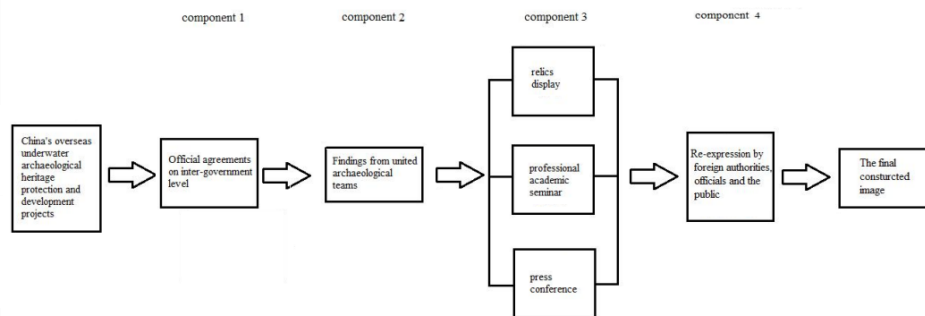 component 1
component 2
component 3
component 4
China's overseas
underwater
archaeological
heritage
protection and
development
projects
Official agreements
on inter-government
level
Findings from united
archaeological
teams
relics
display
professional
academic
seminar
press
conference
Re-expression by
foreign authorities,
officials and the
public
The final
consturcted
image